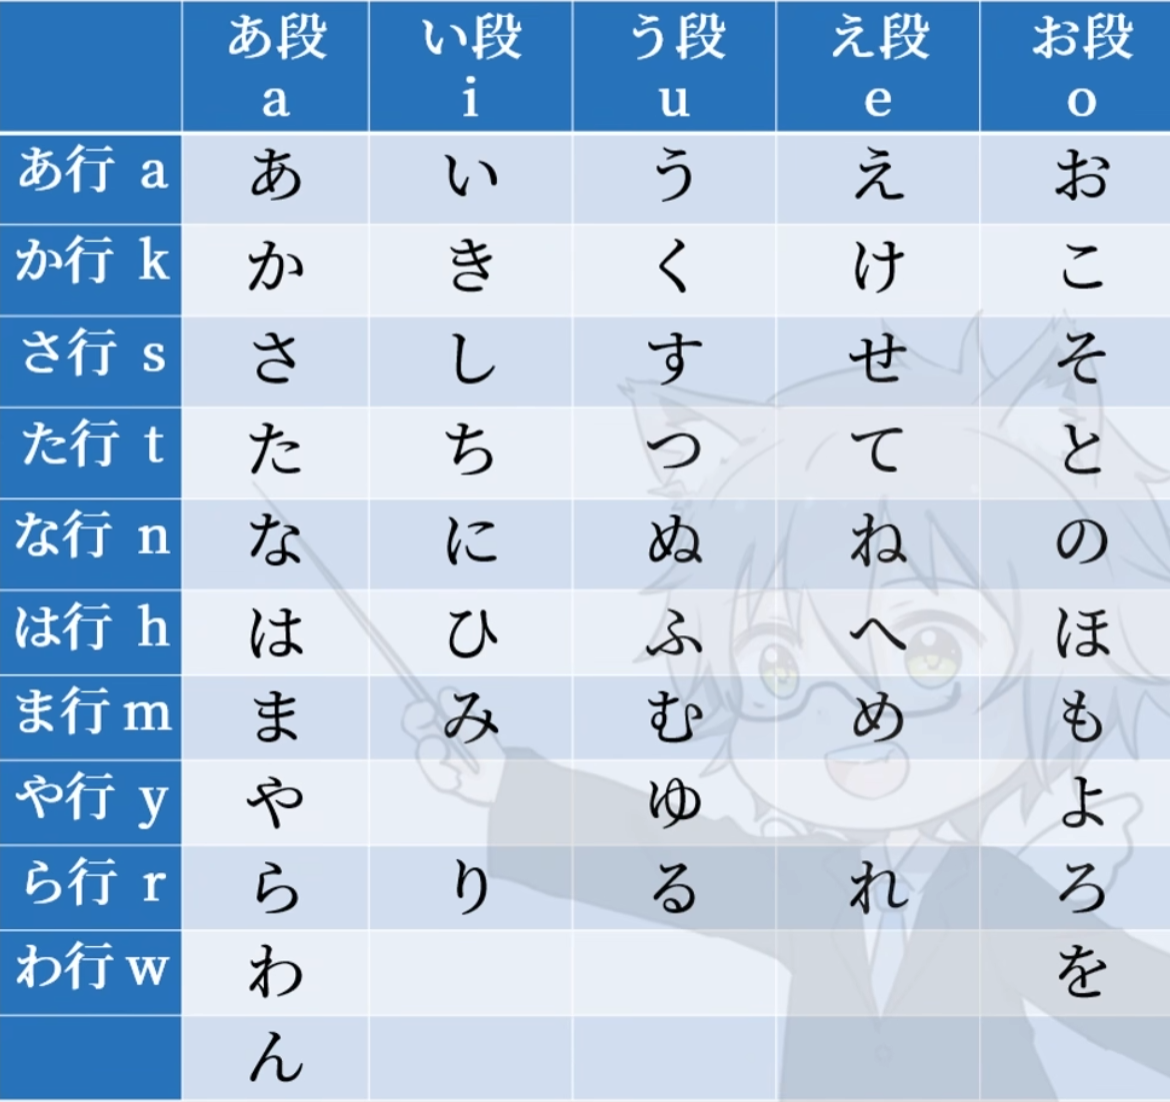 あ段 い段 う段 え段 お段
a i u e o
あ行 a あ い う え お
か行 k か き く け こ
さ行 s さ し す せ そ
た行 t た ち つ て と
な行 n な に ぬ ね の
は行 h は ひ ふ へ ほ
ま行 m ま み む め も
や行 y や ゆ よ
ら行 r ら り る れ ろ
わ行 w わ を
ん